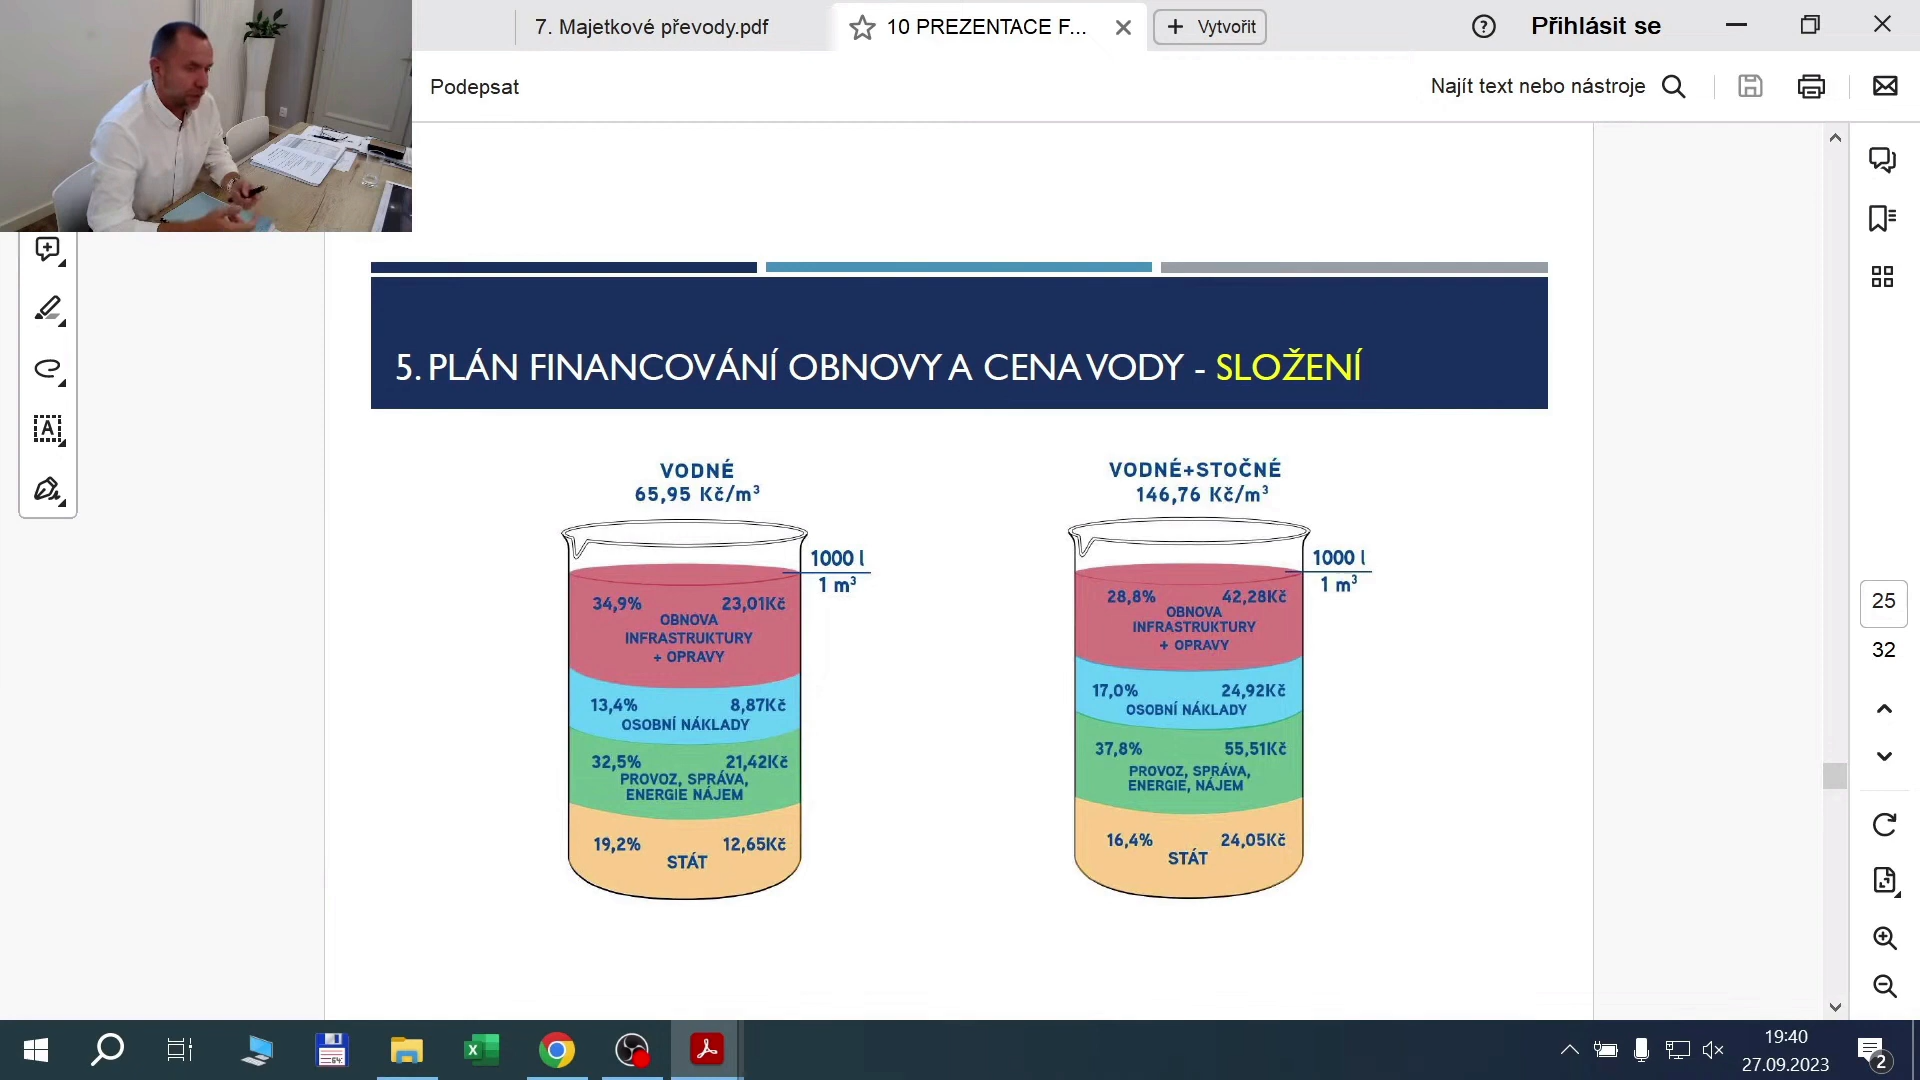 7. Majetkové převody.pdf
10 PREZENTACE F...
Vytvořit
Přihlásit se
Podepsat
Najít text nebo nástroje
5. PLÁN FINANCOVÁNÍ OBNOVY A CENA VODY - SLOŽENÍ
VODNÉ
65,95 Kč/m³
1000 l
1 m³
34,9% 23,01Kč
OBNOVA
INFRASTRUKTURY
+ OPRAVY
13,4% 8,87Kč
OSOBNÍ NÁKLADY
32,5% 21,42Kč
PROVOZ, SPRÁVA,
ENERGIE NÁJEM
19,2% 12,65Kč
STÁT
VODNÉ+STOČNÉ
146,76 Kč/m³
1000 l
1 m³
28,8% 42,28Kč
OBNOVA
INFRASTRUKTURY
+ OPRAVY
17,0% 24,92Kč
OSOBNÍ NÁKLADY
37,8% 55,51Kč
PROVOZ, SPRÁVA,
ENERGIE, NÁJEM
16,4% 24,05Kč
STÁT
25
32
19:40
27.09.2023
2